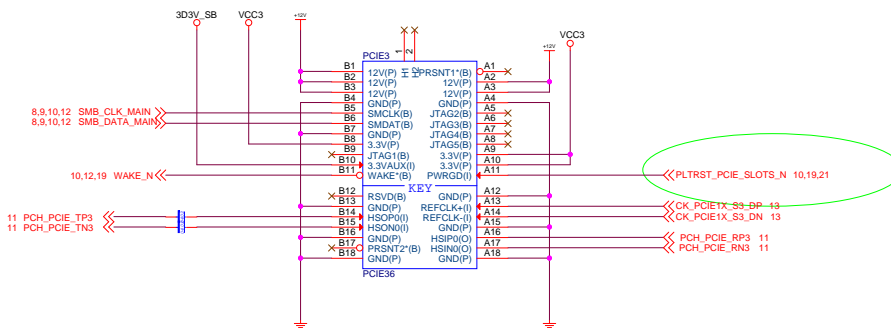 3D3V_SB VCC3 +12V
+12V VCC3
PCIE3
1 2
H1 H2
B1 12V(P) PRSNT1*(B) A1
B2 12V(P) 12V(P) A2
B3 12V(P) 12V(P) A3
B4 GND(P) GND(P) A4
8,9,10,12 SMB_CLK_MAIN B5 SMCLK(B) JTAG2(B) A5
8,9,10,12 SMB_DATA_MAIN B6 SMDAT(B) JTAG3(B) A6
B7 GND(P) JTAG4(B) A7
B8 3.3V(P) JTAG5(B) A8
B9 JTAG1(B) 3.3V(P) A9
B10 3.3VAUX(I) 3.3V(P) A10
10,12,19 WAKE_N B11 WAKE*(B) PWRGD(I) A11 PLTRST_PCIE_SLOTS_N 10,19,21
KEY
B12 RSVD(B) GND(P) A12
B13 GND(P) REFCLK+(I) A13 CK_PCIE1X_S3_DP 13
11 PCH_PCIE_TP3 B14 HSOP0(I) REFCLK-(I) A14 CK_PCIE1X_S3_DN 13
11 PCH_PCIE_TN3 B15 HSON0(I) GND(P) A15
B16 GND(P) HSIP0(O) A16 PCH_PCIE_RP3 11
B17 PRSNT2*(B) HSIN0(O) A17 PCH_PCIE_RN3 11
B18 GND(P) GND(P) A18
PCIE36